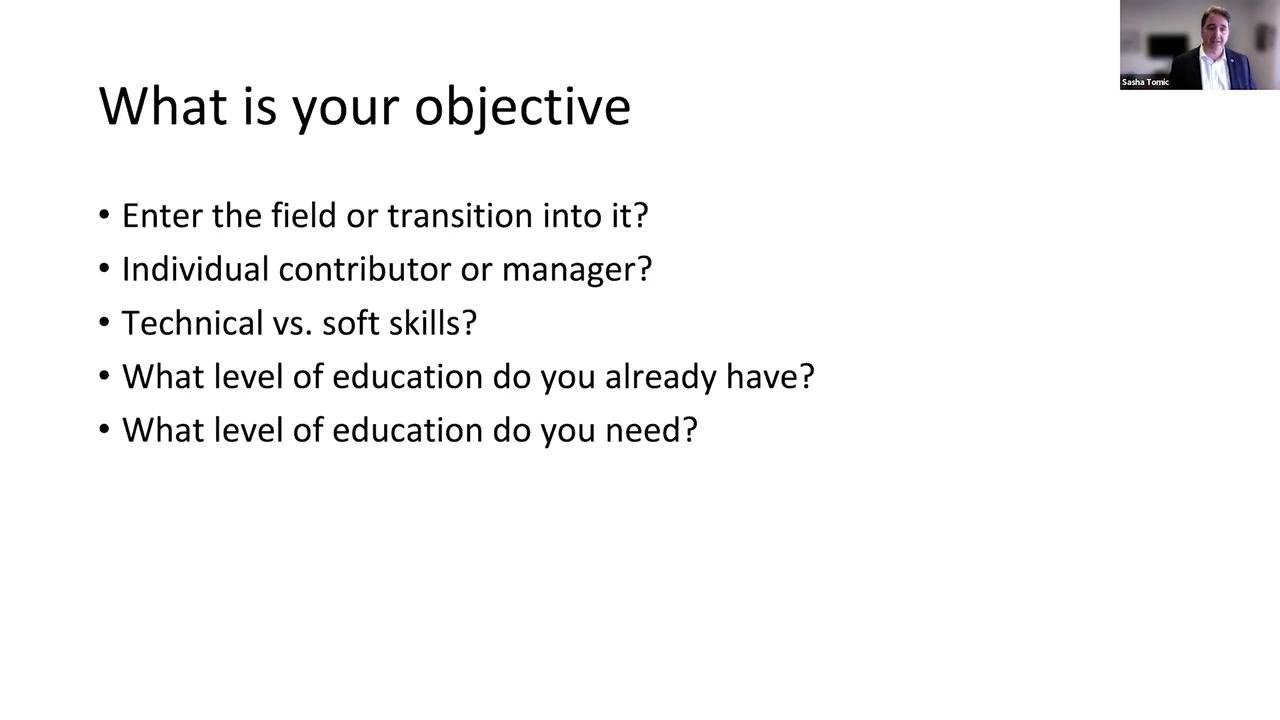 What is your objective
• Enter the field or transition into it?
• Individual contributor or manager?
• Technical vs. soft skills?
• What level of education do you already have?
• What level of education do you need?
Sasha Tomic